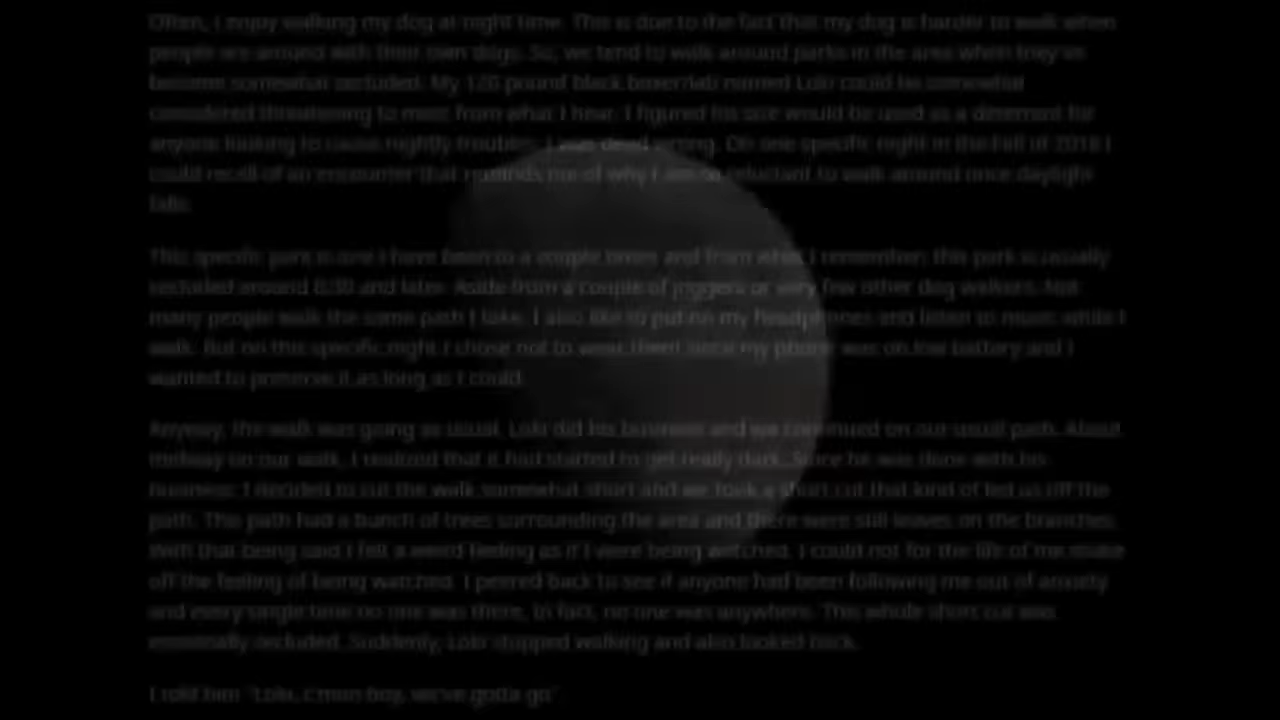 Often, I enjoy walking my dog at night time. This is due to the fact that my dog is harder to walk when
people are around with their own dogs. So, we tend to walk around parks in the area when they're
become somewhat secluded. My 120 pound black boxer/lab named Loki could be somewhat
considered threatening to most from what I hear. I figured his size would be used as a deterrent for
anyone looking to cause nightly troubles. I was dead wrong. On one specific night in the Fall of 2018 I
could recall of an encounter that reminds me of why I am so reluctant to walk around once daylight
falls.
This specific park is one I have been to a couple times and from what I remember, this park is usually
secluded around 6:30 and later. Aside from a couple of joggers or very few other dog walkers. Not
many people walk the same path I take. I also like to put on my headphones and listen to music while I
walk. But on this specific night I chose not to wear them since my phone was on low battery and I
wanted to preserve it as long as I could.
Anyway, the walk was going as usual. Loki did his business and we continued on our usual path. About
midway on our walk, I realized that it had started to get really dark. Since he was done with his
business I decided to cut the walk somewhat short and we took a short cut that kind of led us off the
path. This path had a bunch of trees surrounding the area and there were still leaves on the branches.
With that being said I felt a weird feeling as if I were being watched. I could not for the life of me shake
off the feeling of being watched. I peered back to see if anyone had been following me out of anxiety
and every single time no one was there, In fact, no one was anywhere. This whole short cut was
essentially secluded. Suddenly, Loki stopped walking and also looked back.
I told him "Loki, c'mon boy, we've gotta go".